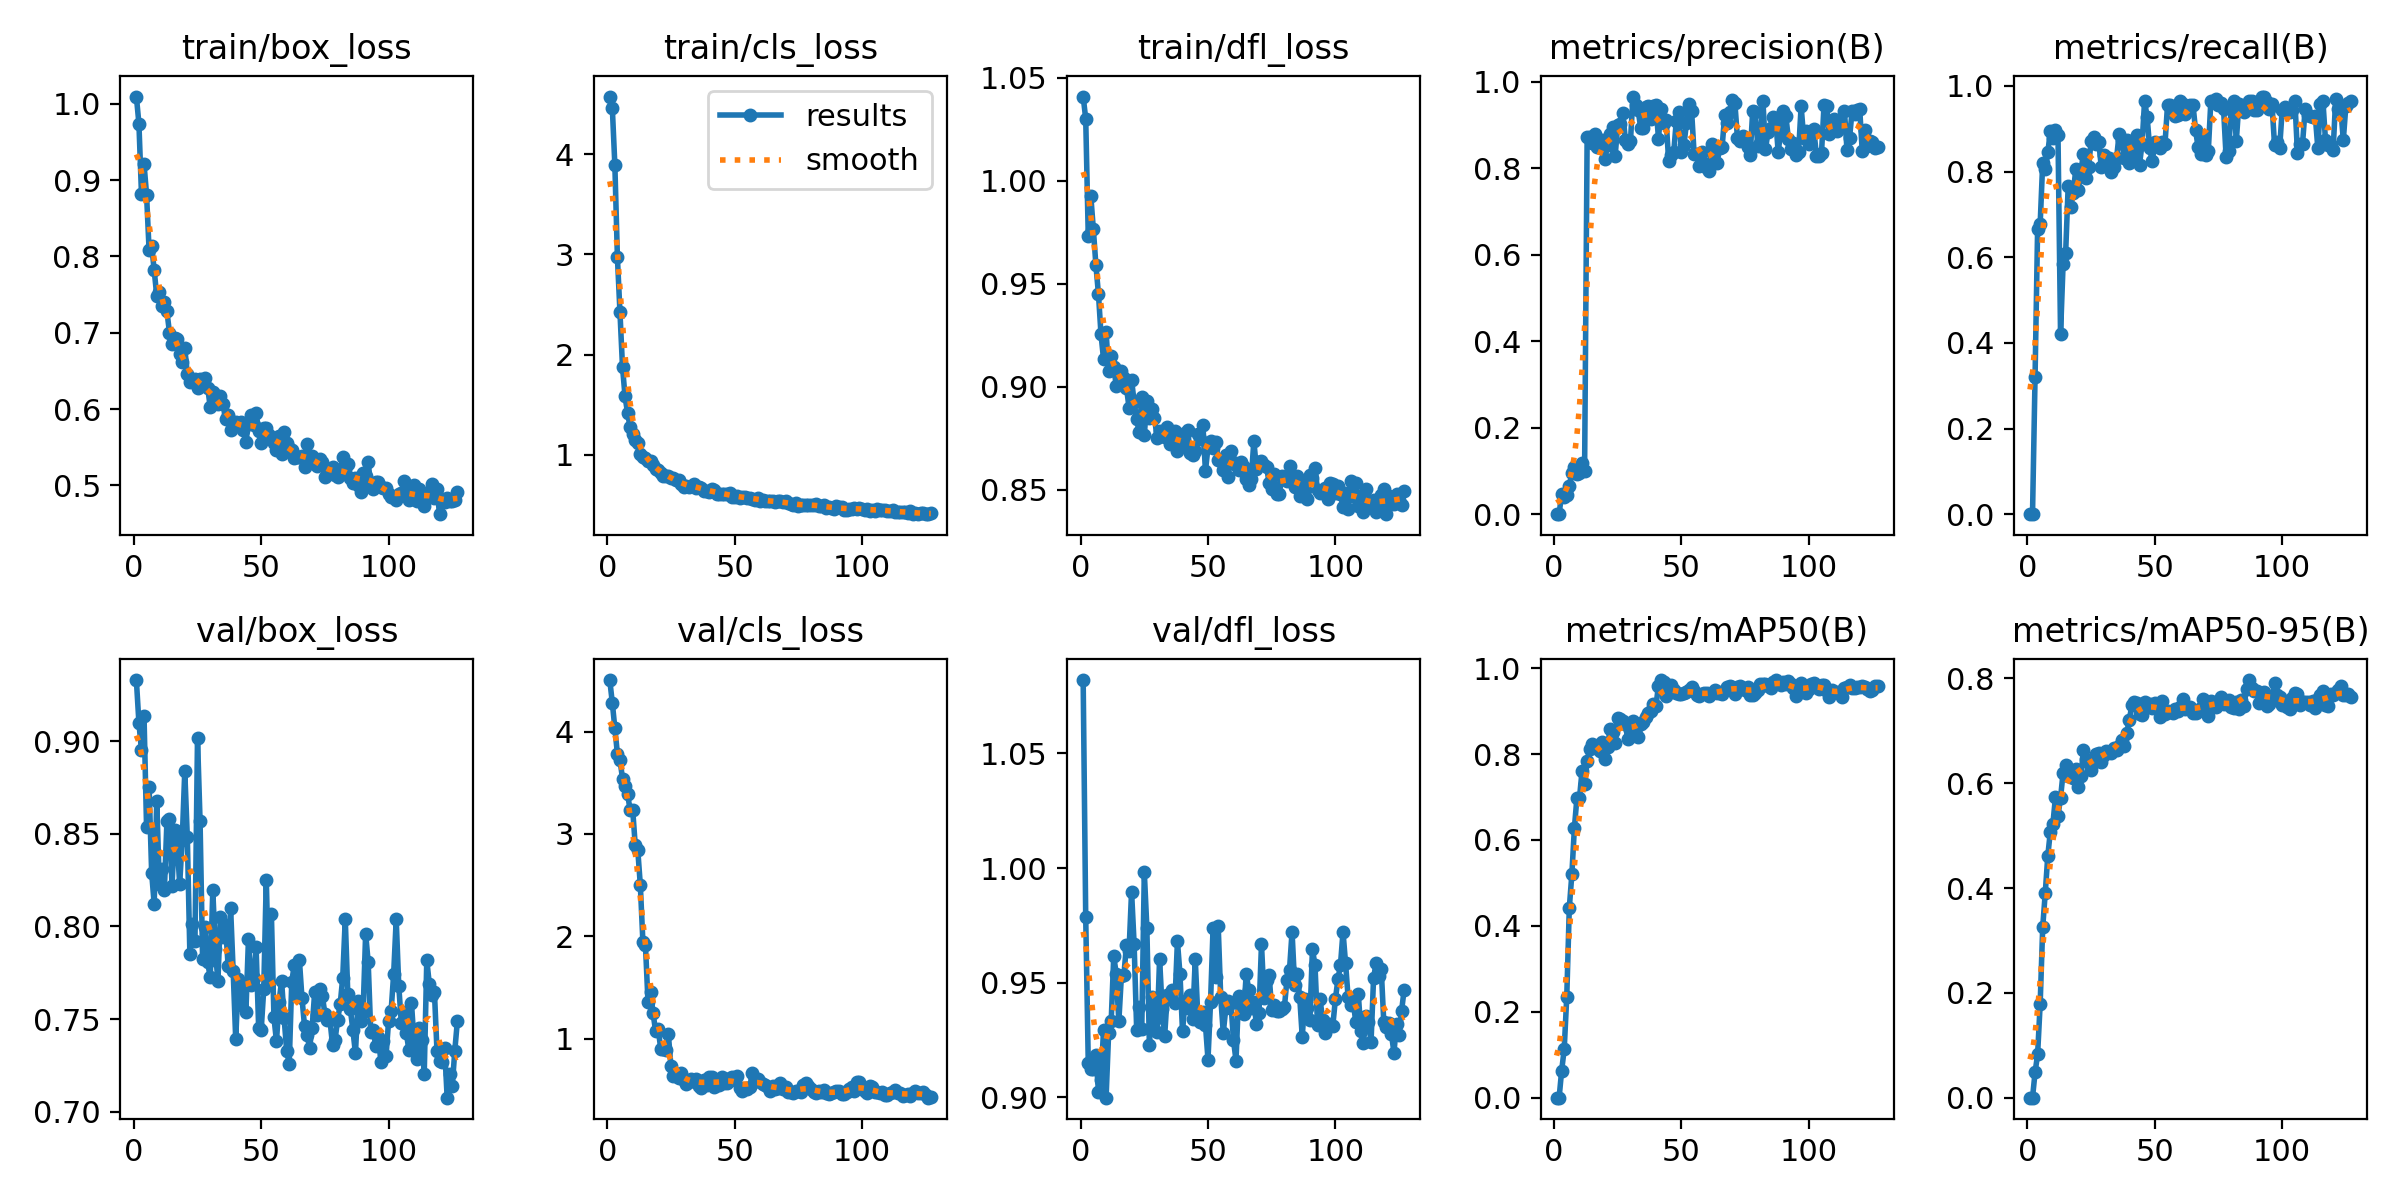 train/box_loss
train/cls_loss
train/dfl_loss
metrics/precision(B)
metrics/recall(B)
1.0
0.9
0.8
0.7
0.6
0.5
0 50 100
results
smooth
4
3
2
1
0 50 100
1.05
1.00
0.95
0.90
0.85
0 50 100
1.0
0.8
0.6
0.4
0.2
0.0
0 50 100
1.0
0.8
0.6
0.4
0.2
0.0
0 50 100
val/box_loss
val/cls_loss
val/dfl_loss
metrics/mAP50(B)
metrics/mAP50-95(B)
0.90
0.85
0.80
0.75
0.70
0 50 100
4
3
2
1
0 50 100
1.05
1.00
0.95
0.90
0 50 100
1.0
0.8
0.6
0.4
0.2
0.0
0 50 100
0.8
0.6
0.4
0.2
0.0
0 50 100